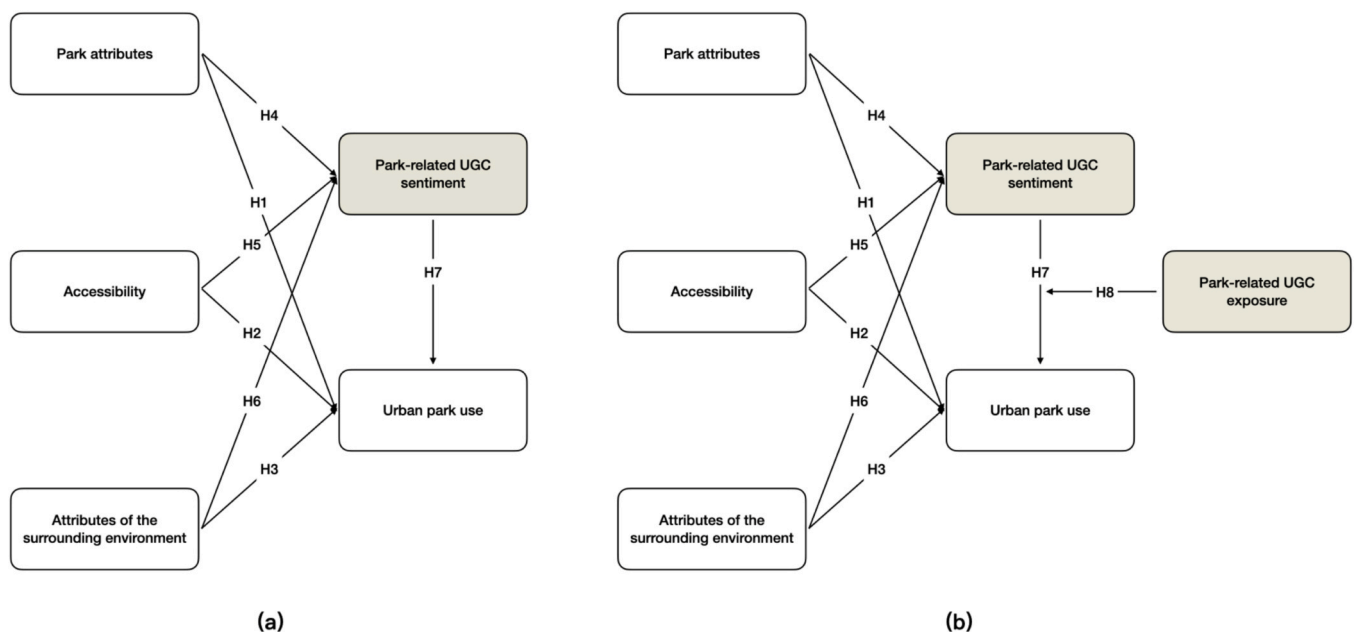 Park attributes
H4
Park-related UGC
sentiment
H1
H5
Accessibility
H7
H2
H6
Urban park use
H3
Attributes of the
surrounding environment
(a)
Park attributes
H4
Park-related UGC
sentiment
H1
H5
Accessibility
H7
H8
Park-related UGC
exposure
H2
H6
Urban park use
H3
Attributes of the
surrounding environment
(b)